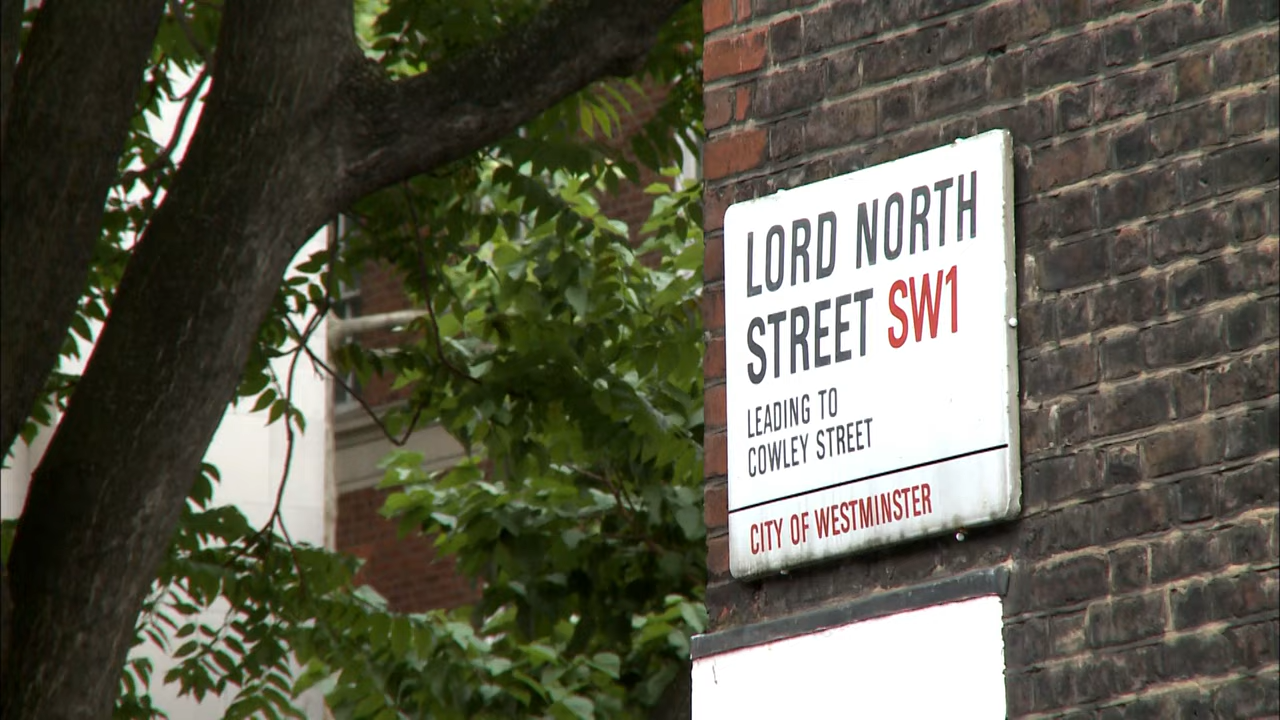 LORD NORTH
STREET SW1
LEADING TO
COWLEY STREET
CITY OF WESTMINSTER